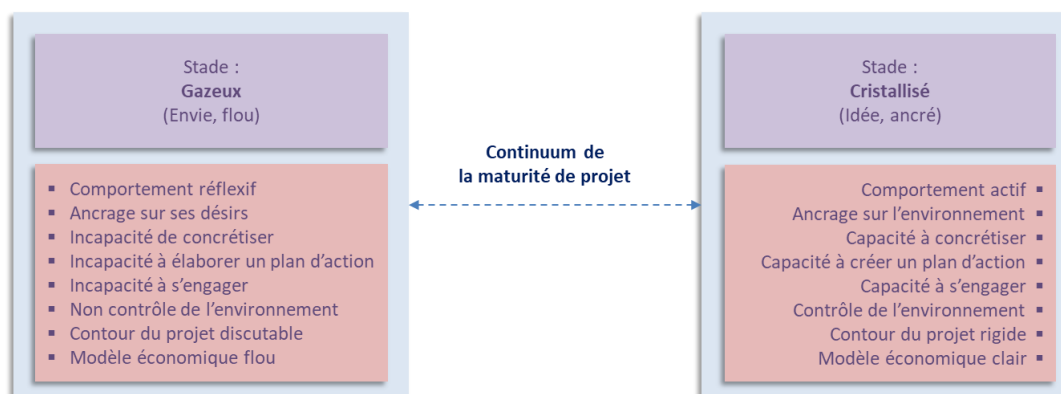 Stade :
Gazeux
(Envie, flou)
▪ Comportement réflexif
▪ Ancrage sur ses désirs
▪ Incapacité de concrétiser
▪ Incapacité à élaborer un plan d'action
▪ Incapacité à s'engager
▪ Non contrôle de l'environnement
▪ Contour du projet discutable
▪ Modèle économique flou
Continuum de
la maturité de projet
Stade :
Cristallisé
(Idée, ancré)
Comportement actif ▪
Ancrage sur l'environnement ▪
Capacité à concrétiser ▪
Capacité à créer un plan d'action ▪
Capacité à s'engager ▪
Contrôle de l'environnement ▪
Contour du projet rigide ▪
Modèle économique clair ▪